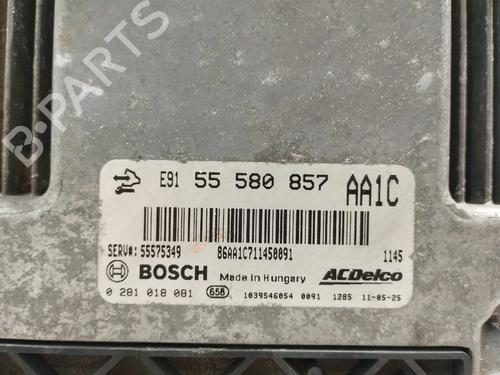 B-PARTS
E91 55 580 857 AA1C
SERV#: 55575349 86AA1C711450091 1145
BOSCH Made in Hungary ACDelco
0 281 018 081 658 1039S46054 0091 1285 11-05-25